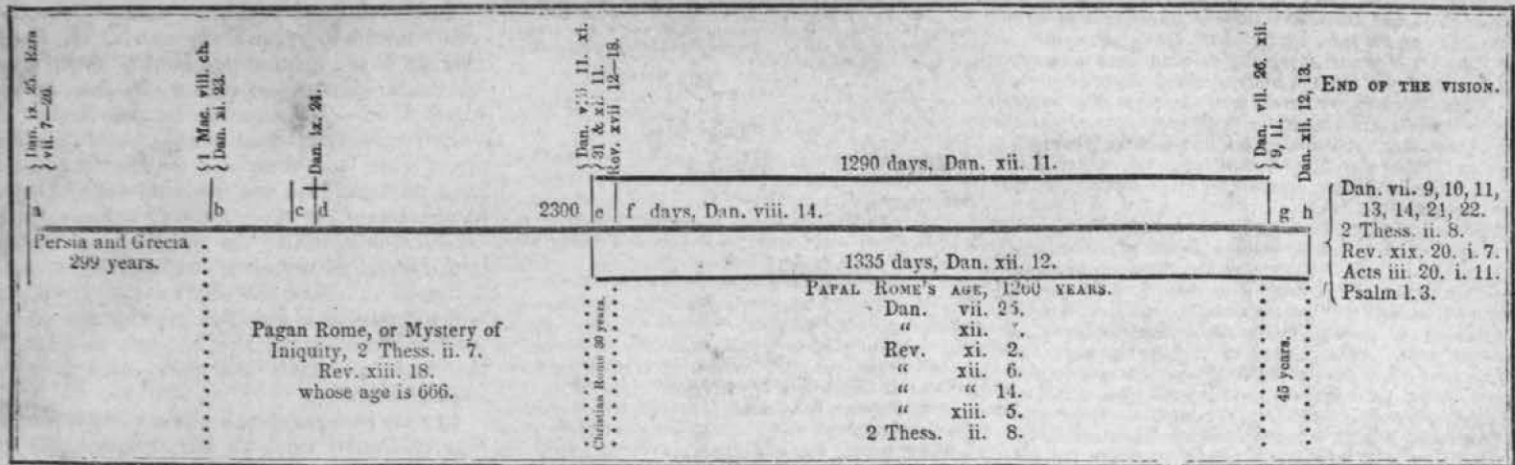 Dan. ix. 25. Ezra
vii. 7—26.
1 Mac. viii. ch.
Dan. xi. 23.
Dan. ix. 24.
Dan. viii. 11. xi.
31 & xii. 11.
Rev. xvii 12—18.
Dan. vii. 26. xii.
9, 11.
Dan. xii. 12, 13.
END OF THE VISION.
1290 days, Dan. xii. 11.
a b c d 2300 e f days, Dan. viii. 14. g h
Dan. vii. 9, 10, 11,
13, 14, 21, 22.
2 Thess. ii. 8.
Rev. xix. 20. i. 7.
Acts iii. 20. i. 11.
Psalm l. 3.
Persia and Grecia
299 years.
1335 days, Dan. xii. 12.
PAPAL ROME'S AGE, 1260 YEARS.
Dan. vii. 25.
“ xii.
Rev. xi. 2.
“ xii. 6.
“ “ 14.
“ xiii. 5.
2 Thess. ii. 8.
Pagan Rome, or Mystery of
Iniquity, 2 Thess. ii. 7.
Rev. xiii. 18.
whose age is 666.
Christian Rome 30 years.
45 years.